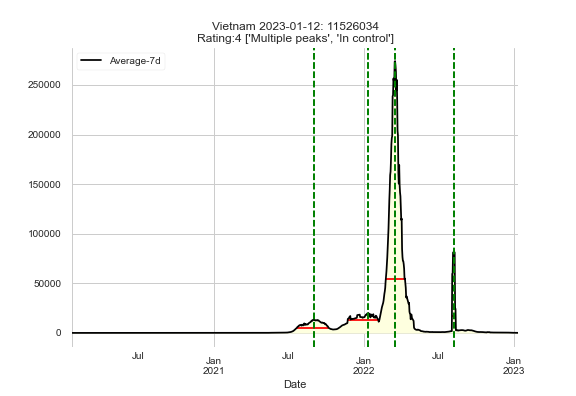 Vietnam 2023-01-12: 11526034
Rating:4 ['Multiple peaks', 'In control']
Average-7d
250000
200000
150000
100000
50000
0
Jul
Jan
2021
Jul
Jan
2022
Jul
Jan
2023
Date